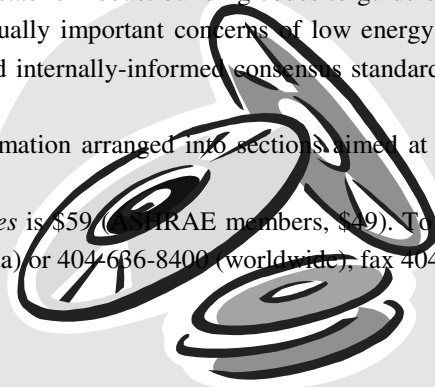 ually important concerns of low energy
d internally-informed consensus standard
mation arranged into sections aimed at
es is $59 (ASHRAE members, $49). To
a) or 404-636-8400 (worldwide), fax 404